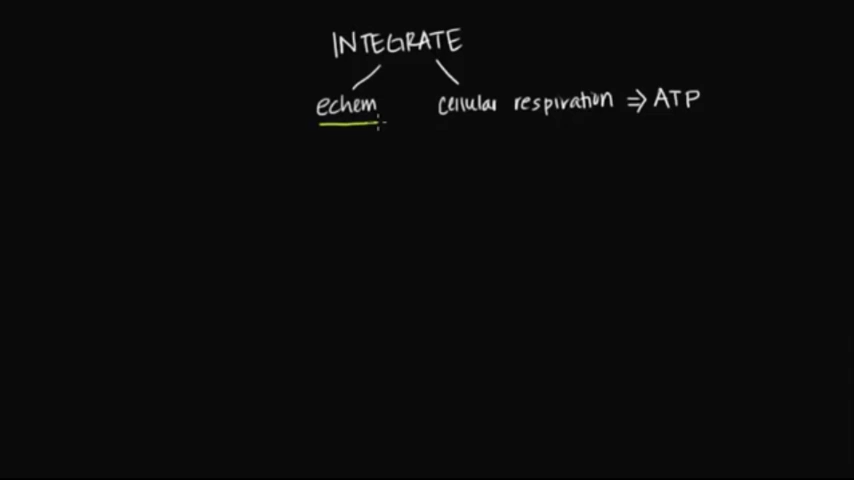 INTEGRATE
echem cellular respiration ⇒ ATP